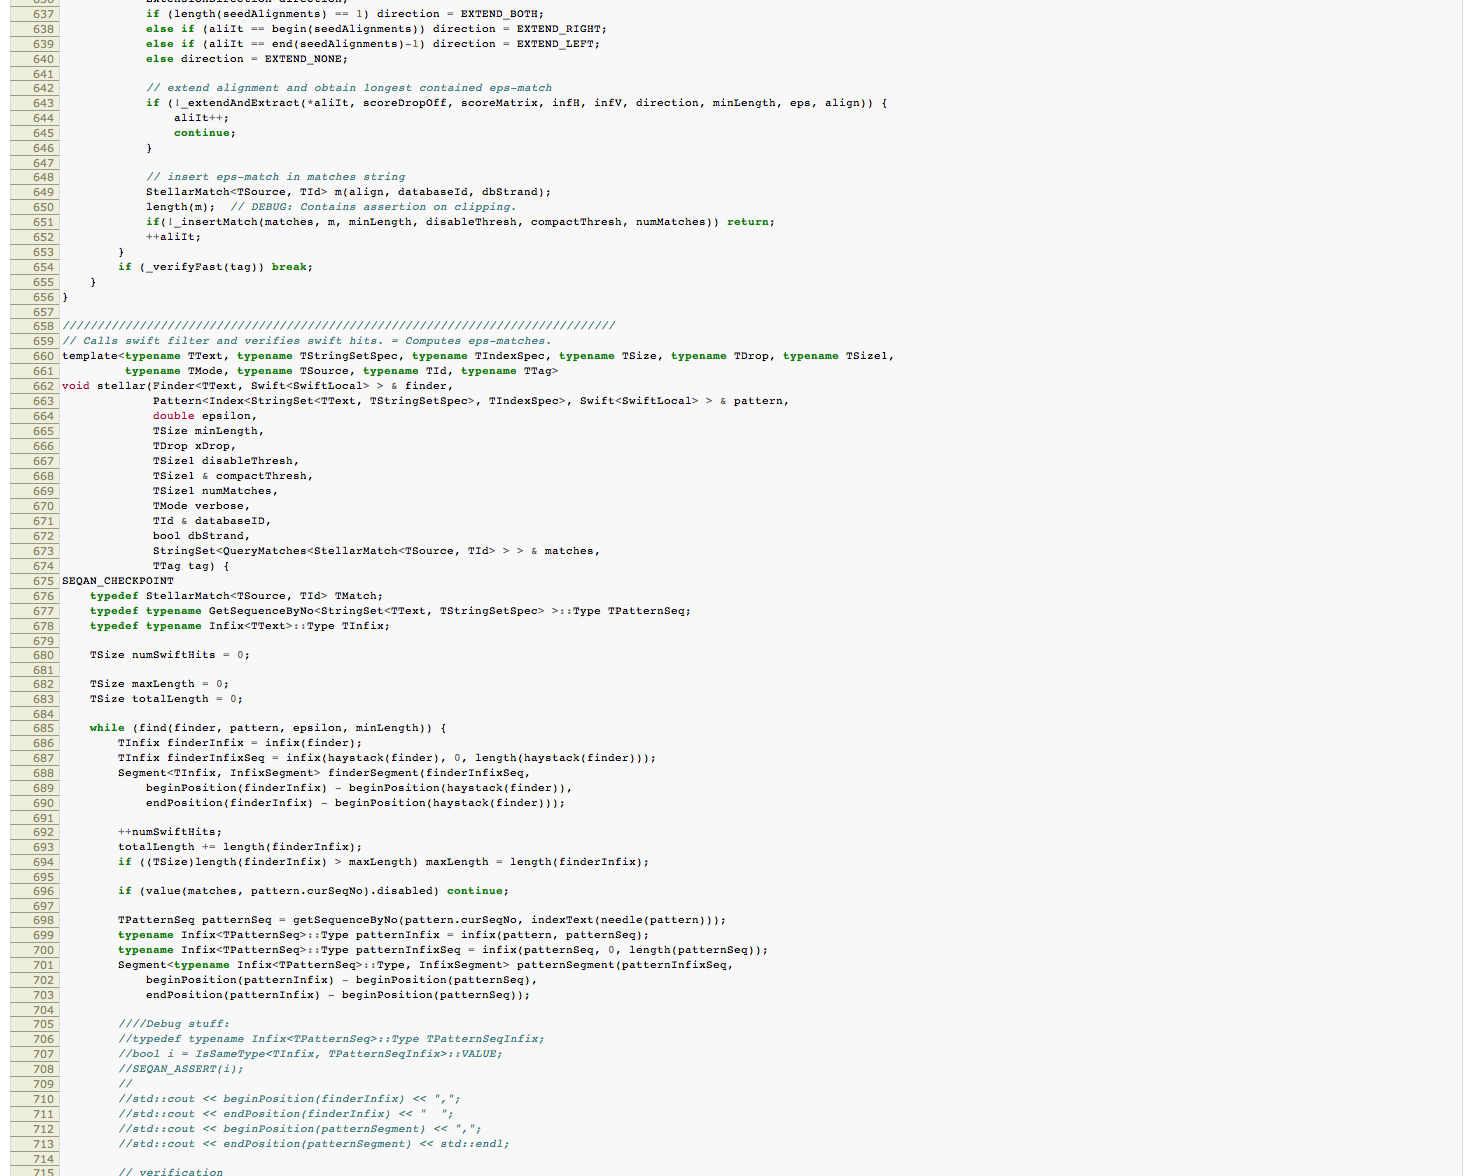 637             if (length(seedAlignments) == 1) direction = EXTEND_BOTH;
638             else if (aliIt == begin(seedAlignments)) direction = EXTEND_RIGHT;
639             else if (aliIt == end(seedAlignments)-1) direction = EXTEND_LEFT;
640             else direction = EXTEND_NONE;
641
642             // extend alignment and obtain longest contained eps-match
643             if (!_extendAndExtract(*aliIt, scoreDropOff, scoreMatrix, infH, infV, direction, minLength, eps, align)) {
644                 aliIt++;
645                 continue;
646             }
647
648             // insert eps-match in matches string
649             StellarMatch<TSource, TId> m(align, databaseId, dbStrand);
650             length(m);  // DEBUG: Contains assertion on clipping.
651             if(!_insertMatch(matches, m, minLength, disableThresh, compactThresh, numMatches)) return;
652             ++aliIt;
653         }
654         if (_verifyFast(tag)) break;
655     }
656 }
657
658 ///////////////////////////////////////////////////////////////////////////////
659 // Calls swift filter and verifies swift hits. = Computes eps-matches.
660 template<typename TText, typename TStringSetSpec, typename TIndexSpec, typename TSize, typename TDrop, typename TSize1,
661          typename TMode, typename TSource, typename TId, typename TTag>
662 void stellar(Finder<TText, Swift<SwiftLocal> > & finder,
663              Pattern<Index<StringSet<TText, TStringSetSpec>, TIndexSpec>, Swift<SwiftLocal> > & pattern,
664              double epsilon,
665              TSize minLength,
666              TDrop xDrop,
667              TSize1 disableThresh,
668              TSize1 & compactThresh,
669              TSize1 numMatches,
670              TMode verbose,
671              TId & databaseID,
672              bool dbStrand,
673              StringSet<QueryMatches<StellarMatch<TSource, TId> > > & matches,
674              TTag tag) {
675 SEQAN_CHECKPOINT
676     typedef StellarMatch<TSource, TId> TMatch;
677     typedef typename GetSequenceByNo<StringSet<TText, TStringSetSpec> >::Type TPatternSeq;
678     typedef typename Infix<TText>::Type TInfix;
679
680     TSize numSwiftHits = 0;
681
682     TSize maxLength = 0;
683     TSize totalLength = 0;
684
685     while (find(finder, pattern, epsilon, minLength)) {
686         TInfix finderInfix = infix(finder);
687         TInfix finderInfixSeq = infix(haystack(finder), 0, length(haystack(finder)));
688         Segment<TInfix, InfixSegment> finderSegment(finderInfixSeq,
689             beginPosition(finderInfix) - beginPosition(haystack(finder)),
690             endPosition(finderInfix) - beginPosition(haystack(finder)));
691
692         ++numSwiftHits;
693         totalLength += length(finderInfix);
694         if ((TSize)length(finderInfix) > maxLength) maxLength = length(finderInfix);
695
696         if (value(matches, pattern.curSeqNo).disabled) continue;
697
698         TPatternSeq patternSeq = getSequenceByNo(pattern.curSeqNo, indexText(needle(pattern)));
699         typename Infix<TPatternSeq>::Type patternInfix = infix(pattern, patternSeq);
700         typename Infix<TPatternSeq>::Type patternInfixSeq = infix(patternSeq, 0, length(patternSeq));
701         Segment<typename Infix<TPatternSeq>::Type, InfixSegment> patternSegment(patternInfixSeq,
702             beginPosition(patternInfix) - beginPosition(patternSeq),
703             endPosition(patternInfix) - beginPosition(patternSeq));
704
705         ////Debug stuff:
706         //typedef typename Infix<TPatternSeq>::Type TPatternSeqInfix;
707         //bool i = IsSameType<TInfix, TPatternSeqInfix>::VALUE;
708         //SEQAN_ASSERT(i);
709         //
710         //std::cout << beginPosition(finderInfix) << ",";
711         //std::cout << endPosition(finderInfix) << "  ";
712         //std::cout << beginPosition(patternSegment) << ",";
713         //std::cout << endPosition(patternSegment) << std::endl;
714
715         // verification